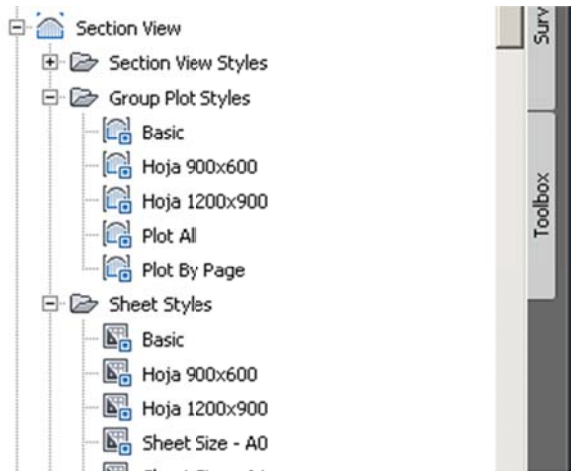 Section View
Section View Styles
Group Plot Styles
Basic
Hoja 900x600
Hoja 1200x900
Plot All
Plot By Page
Sheet Styles
Basic
Hoja 900x600
Hoja 1200x900
Sheet Size - A0
Surv
Toolbox